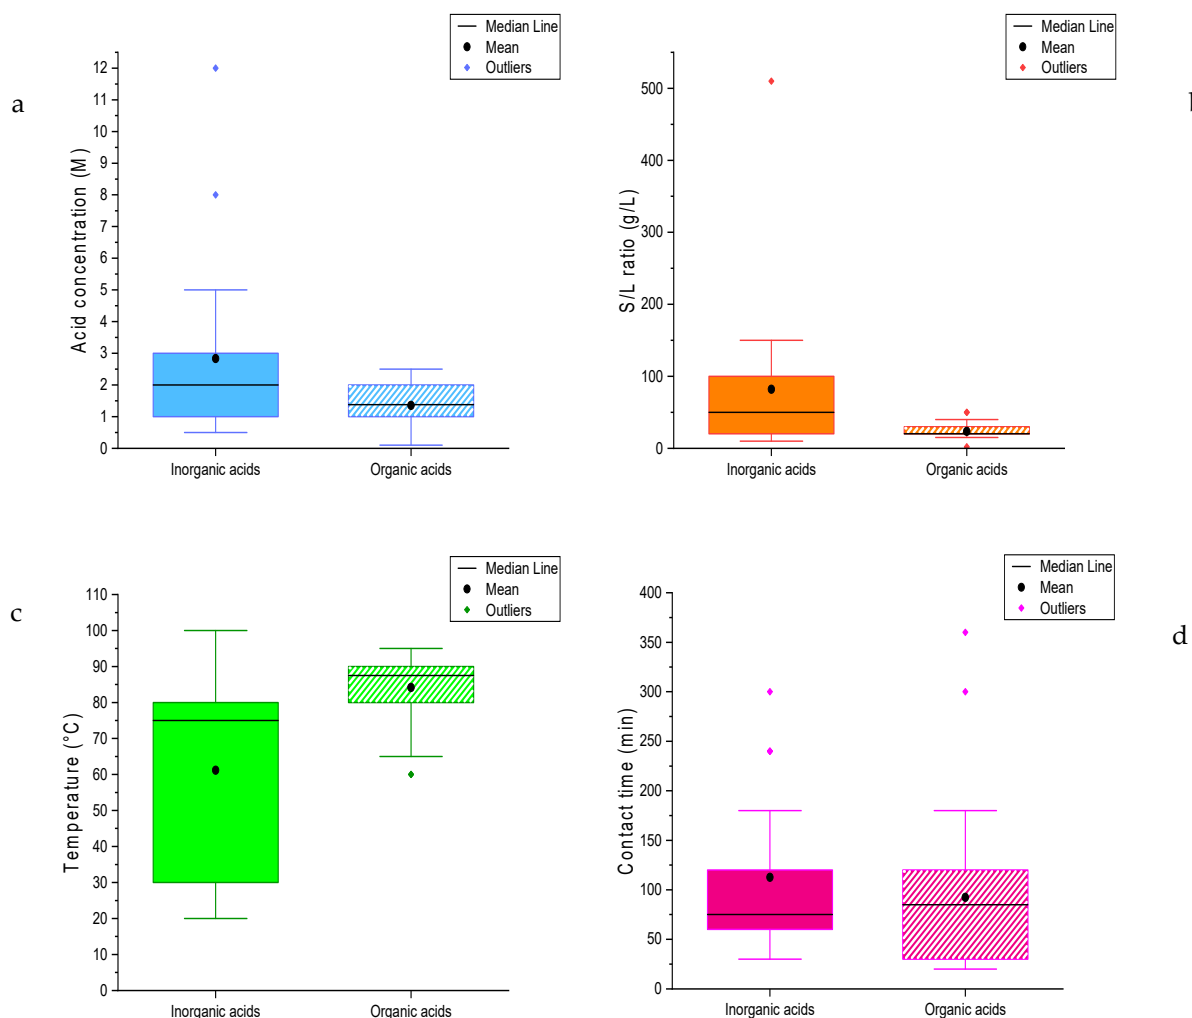 Median Line
Mean
Outliers
a
Acid concentration (M)
12
11
10
9
8
7
6
5
4
3
2
1
0
Inorganic acids
Organic acids
Median Line
Mean
Outliers
S/L ratio (g/L)
500
400
300
200
100
0
Inorganic acids
Organic acids
Median Line
Mean
Outliers
c
Temperature (°C)
110
100
90
80
70
60
50
40
30
20
10
0
Inorganic acids
Organic acids
Median Line
Mean
Outliers
d
Contact time (min)
400
350
300
250
200
150
100
50
0
Inorganic acids
Organic acids